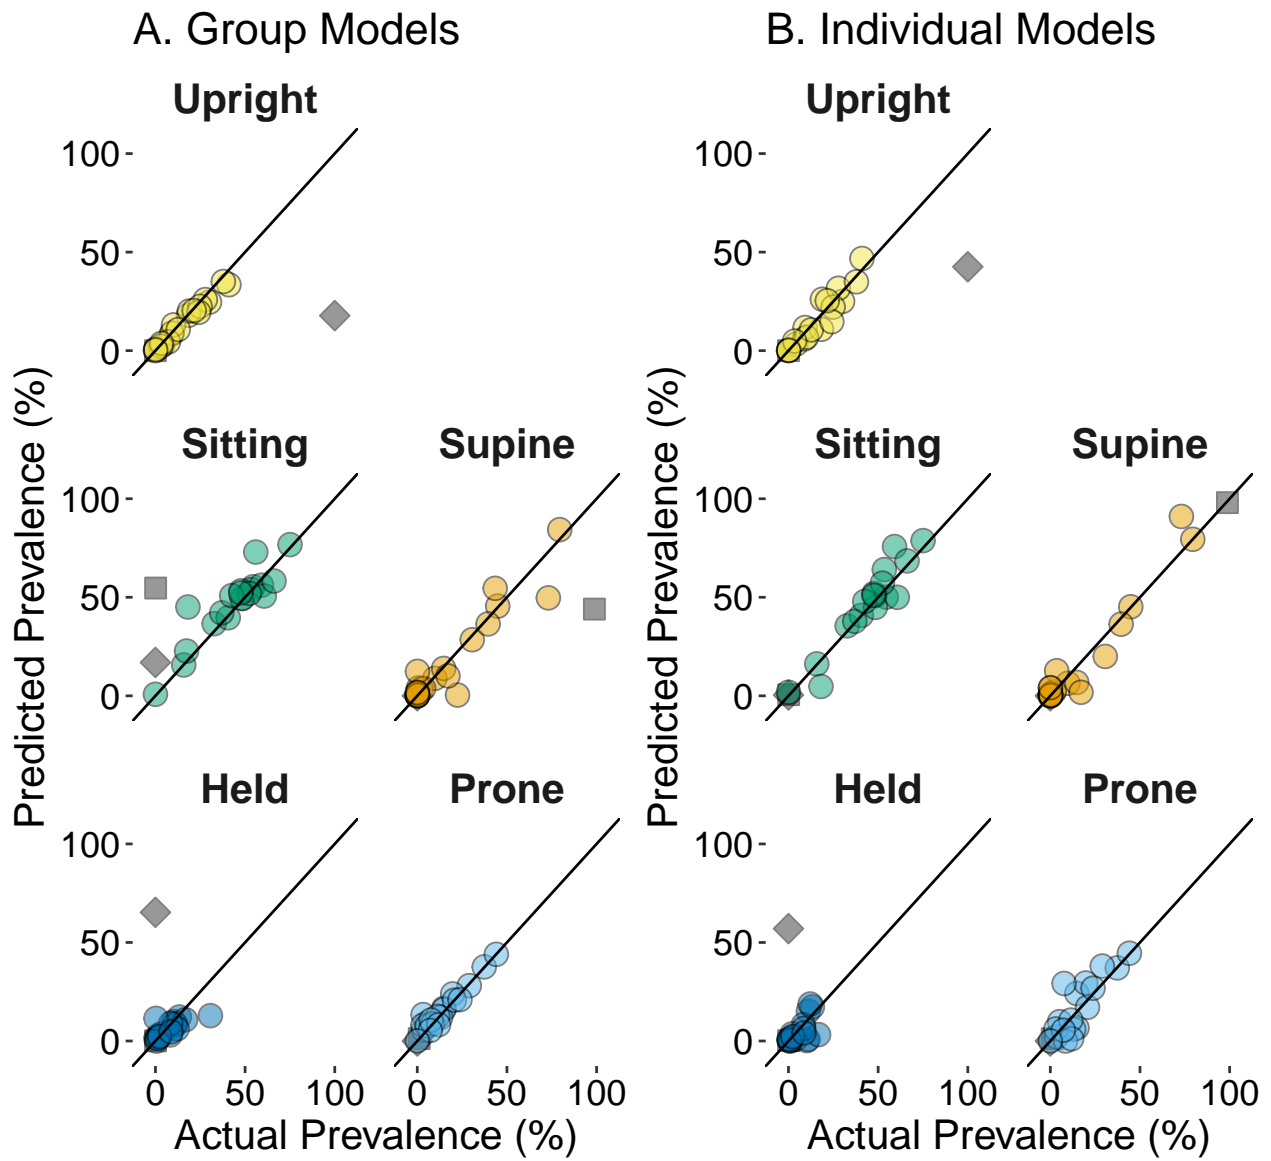 A. Group Models
B. Individual Models
Upright
Upright
100
50
0
100
50
0
Predicted Prevalence (%)
Predicted Prevalence (%)
Sitting
Supine
Sitting
Supine
100
50
0
100
50
0
Held
Prone
Held
Prone
100
50
0
100
50
0
0 50 100 0 50 100
0 50 100 0 50 100
Actual Prevalence (%)
Actual Prevalence (%)